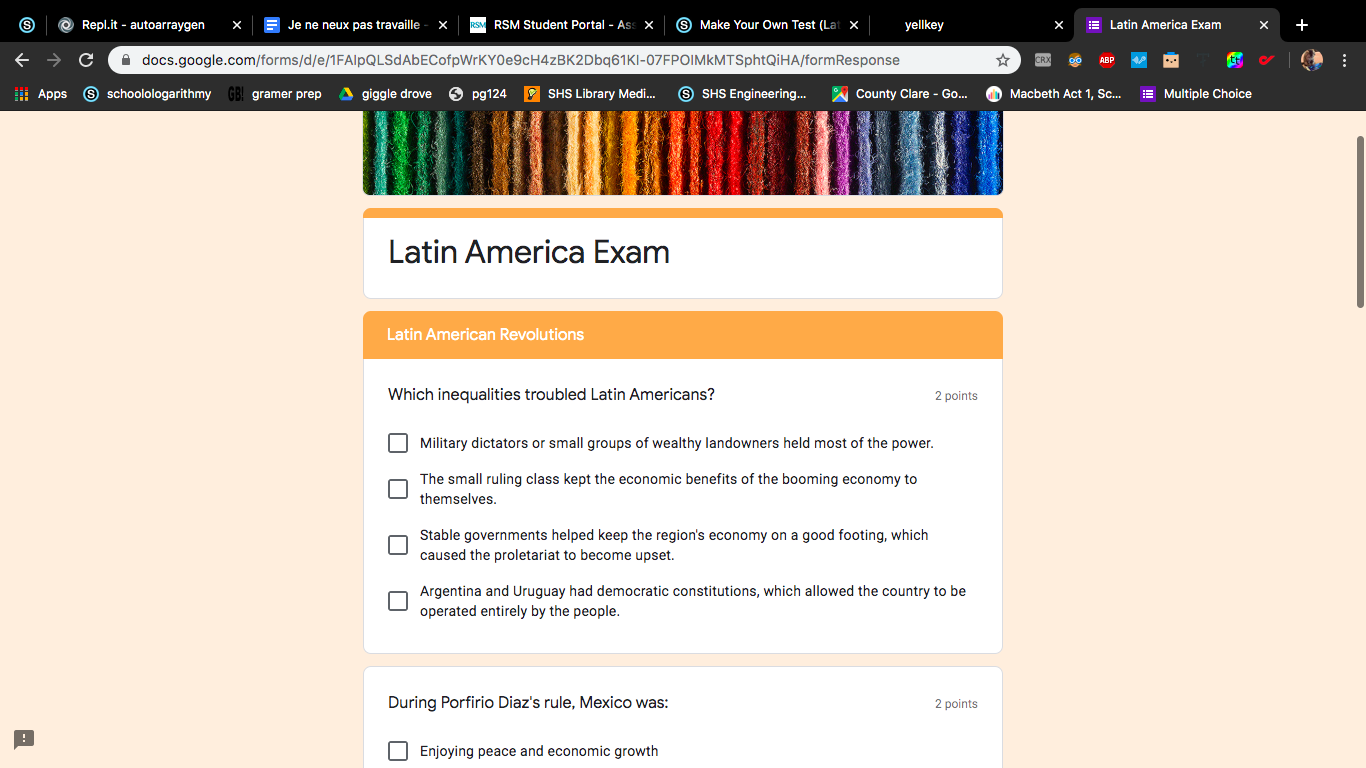 Repl.it - autoarraygen
Je ne neux pas travaille -
RSM
RSM Student Portal - Ass
Make Your Own Test (Lat
yellkey
Latin America Exam
docs.google.com/forms/d/e/1FAIpQLSdAbECofpWrKY0e9cH4zBK2Dbq61KI-07FPOlMkMTSphtQiHA/formResponse
CRX
ABP
Apps
schoolologarithmy
GB!
gramer prep
giggle drove
pg124
SHS Library Medi...
SHS Engineering...
County Clare - Go...
Macbeth Act 1, Sc...
Multiple Choice
Latin America Exam
Latin American Revolutions
Which inequalities troubled Latin Americans?
2 points
Military dictators or small groups of wealthy landowners held most of the power.
The small ruling class kept the economic benefits of the booming economy to
themselves.
Stable governments helped keep the region's economy on a good footing, which
caused the proletariat to become upset.
Argentina and Uruguay had democratic constitutions, which allowed the country to be
operated entirely by the people.
During Porfirio Diaz's rule, Mexico was:
2 points
Enjoying peace and economic growth